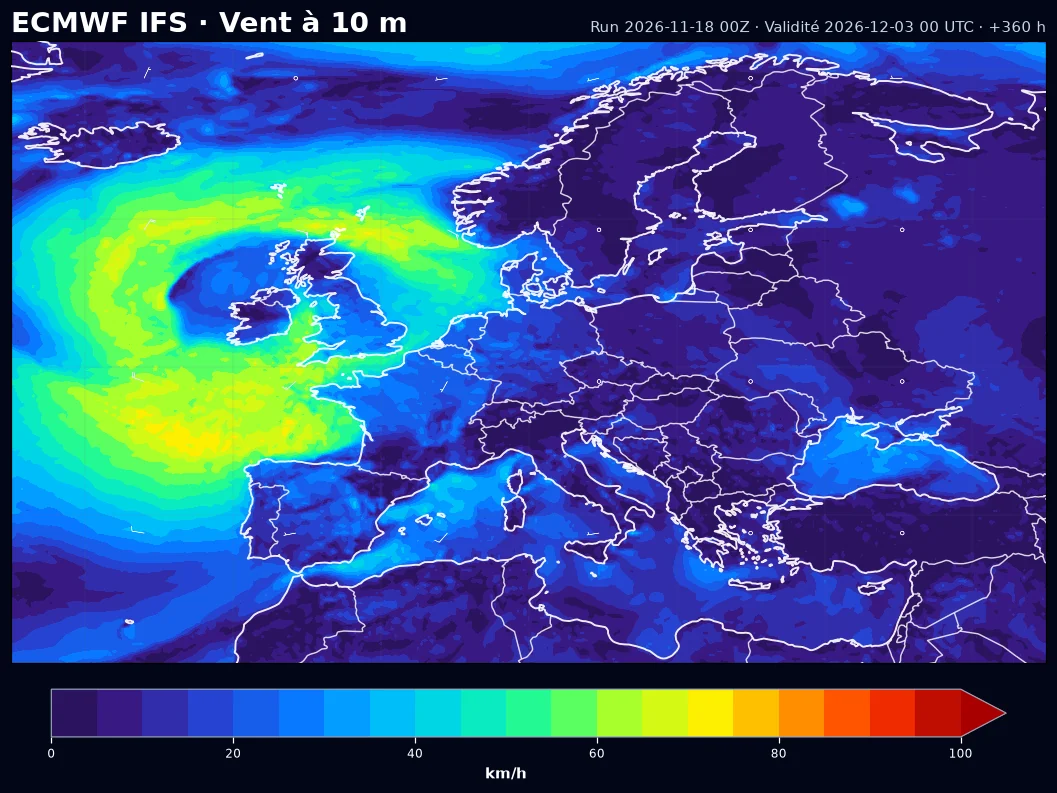 ECMWF IFS · Vent à 10 m
Run 2026-11-18 00Z · Validité 2026-12-03 00 UTC · +360 h
0 20 40 60 80 100
km/h